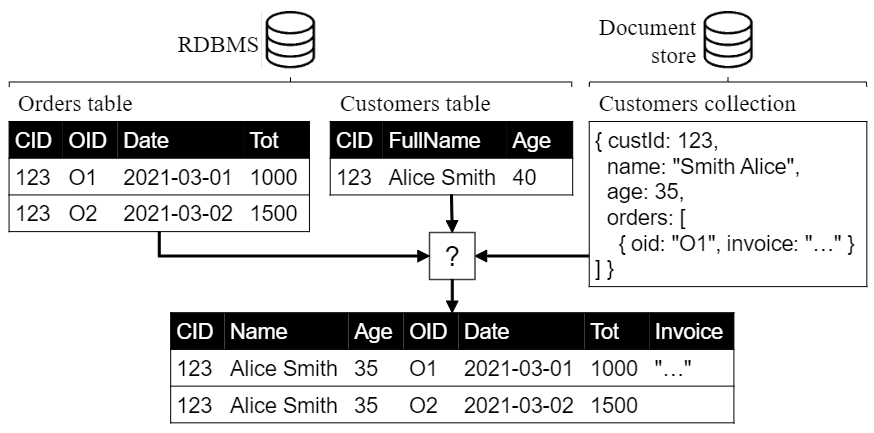 RDBMS
Document
store
Orders table
Customers table
Customers collection
CID OID Date Tot
123 O1 2021-03-01 1000
123 O2 2021-03-02 1500
CID FullName Age
123 Alice Smith 40
{ custId: 123,
name: "Smith Alice",
age: 35,
orders: [
{ oid: "O1", invoice: "…" }
] }
?
CID Name Age OID Date Tot Invoice
123 Alice Smith 35 O1 2021-03-01 1000 "…"
123 Alice Smith 35 O2 2021-03-02 1500